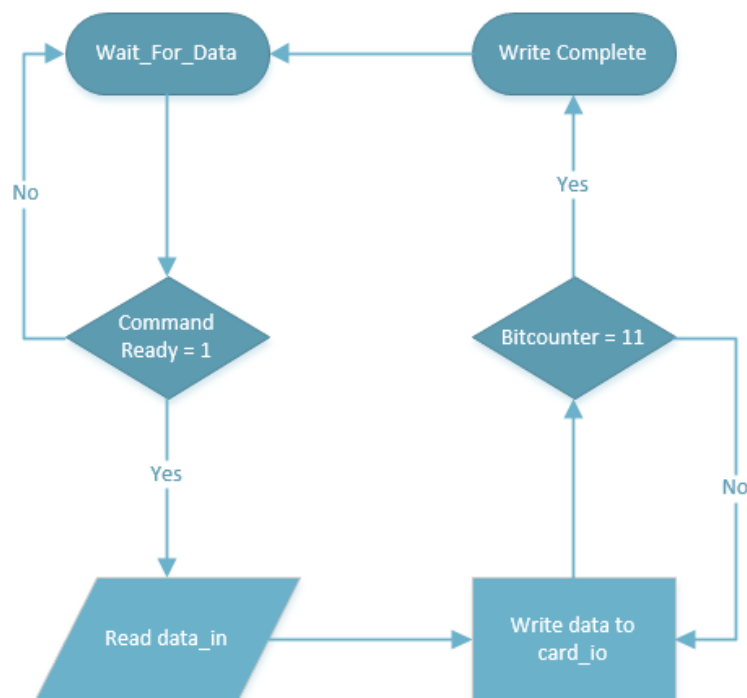 Wait_For_Data
Write Complete
No
Yes
Command
Ready = 1
Bitcounter = 11
Yes
No
Read data_in
Write data to
card_io